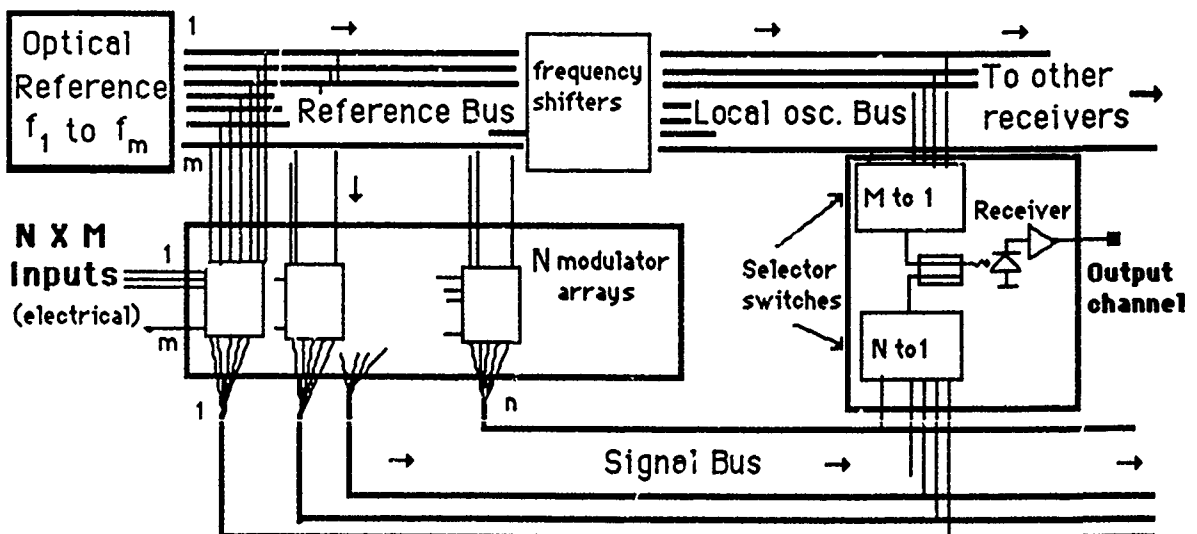 Optical
Reference
f1 to fm
1
m
Reference Bus
frequency
shifters
Local osc. Bus
To other
receivers
N X M
Inputs
(electrical)
1
m
N modulator
arrays
1
n
Selector
switches
M to 1
Receiver
N to1
Output
channel
Signal Bus